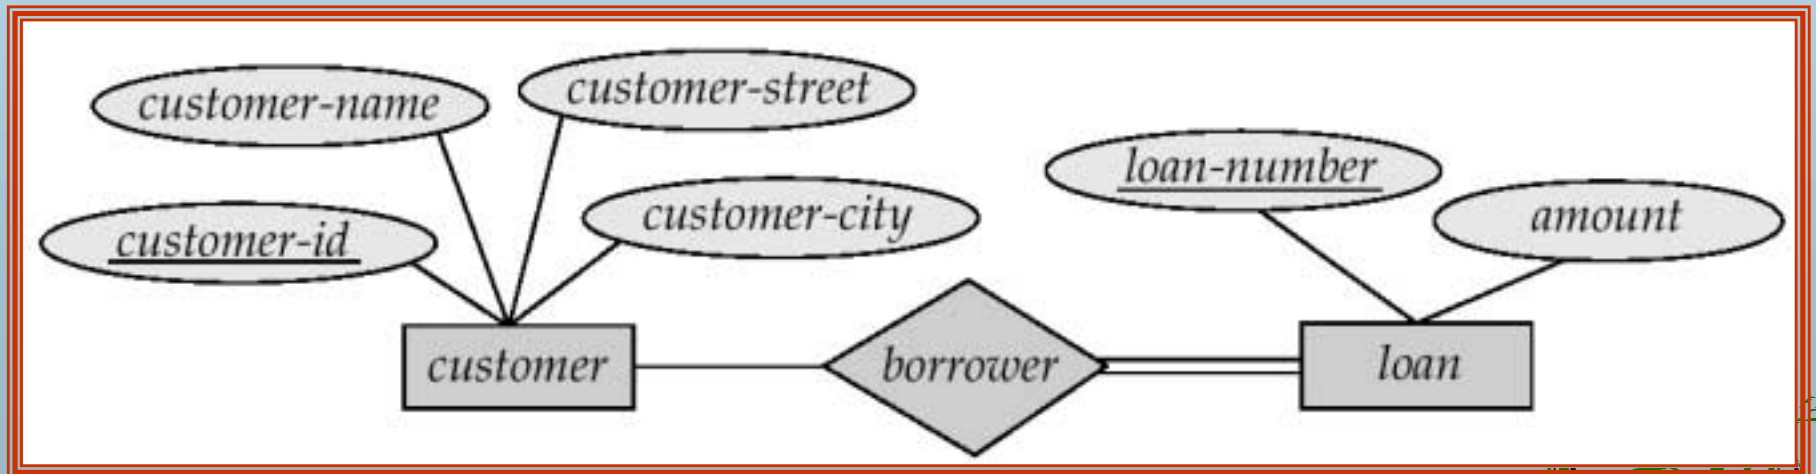 customer-name
customer-street
customer-id
customer-city
loan-number
amount
customer
borrower
loan